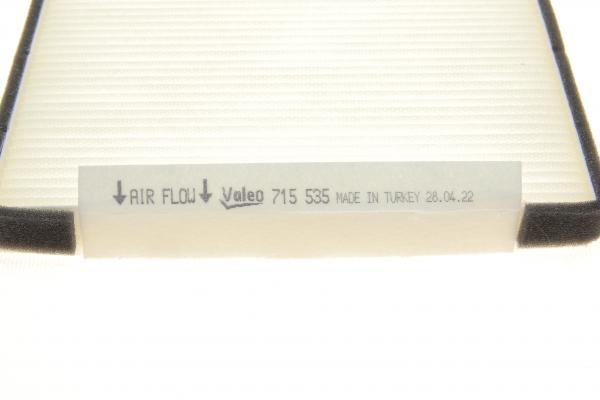 ↓AIR FLOW↓ Valeo 715 535 MADE IN TURKEY 28.04.22